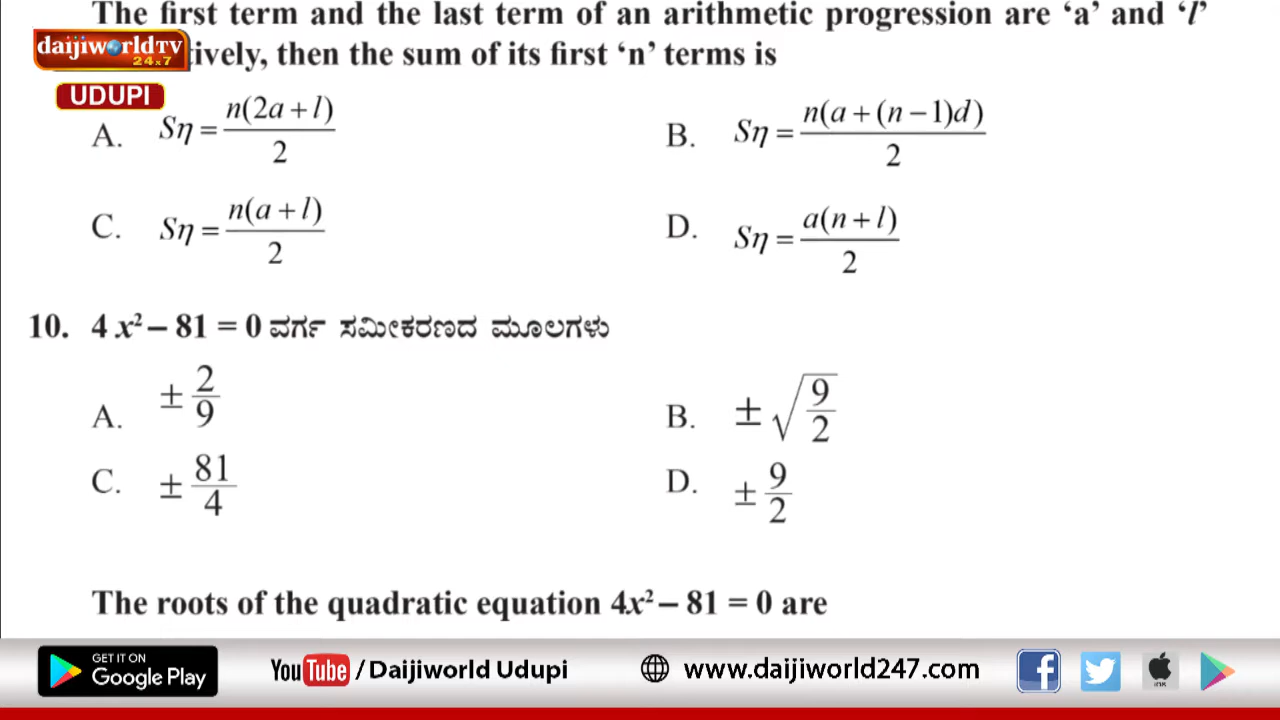 The first term and the last term of an arithmetic progression are ‘a’ and ‘l’
tively, then the sum of its first ‘n’ terms is
daijiworldTV
24x7
UDUPI
A. Sη = n(2a + l) / 2
B. Sη = n(a + (n − 1)d) / 2
C. Sη = n(a + l) / 2
D. Sη = a(n + l) / 2
10. 4 x² – 81 = 0 ವರ್ಗ ಸಮೀಕರಣದ ಮೂಲಗಳು
A. ± 2/9
B. ± √(9/2)
C. ± 81/4
D. ± 9/2
The roots of the quadratic equation 4x² – 81 = 0 are
GET IT ON
Google Play
YouTube / Daijiworld Udupi
www.daijiworld247.com